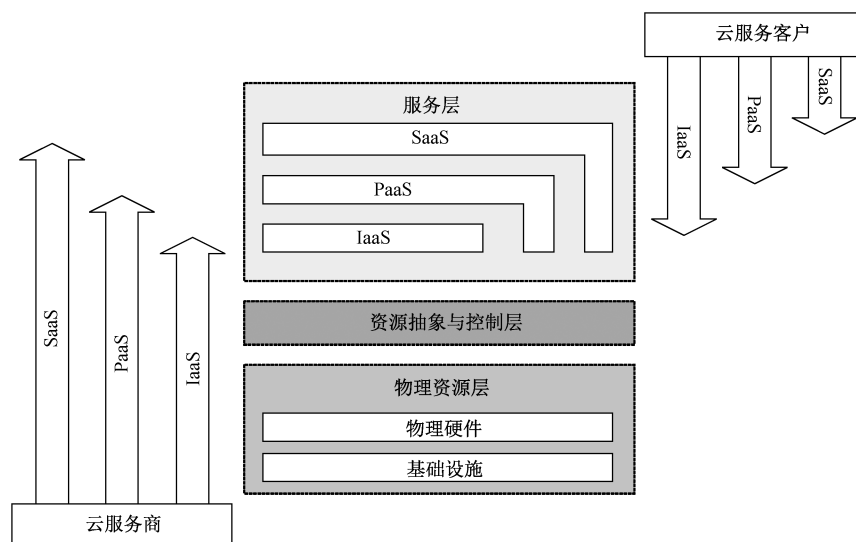 云服务客户
IaaS
PaaS
SaaS
服务层
SaaS
PaaS
IaaS
资源抽象与控制层
物理资源层
物理硬件
基础设施
SaaS
PaaS
IaaS
云服务商